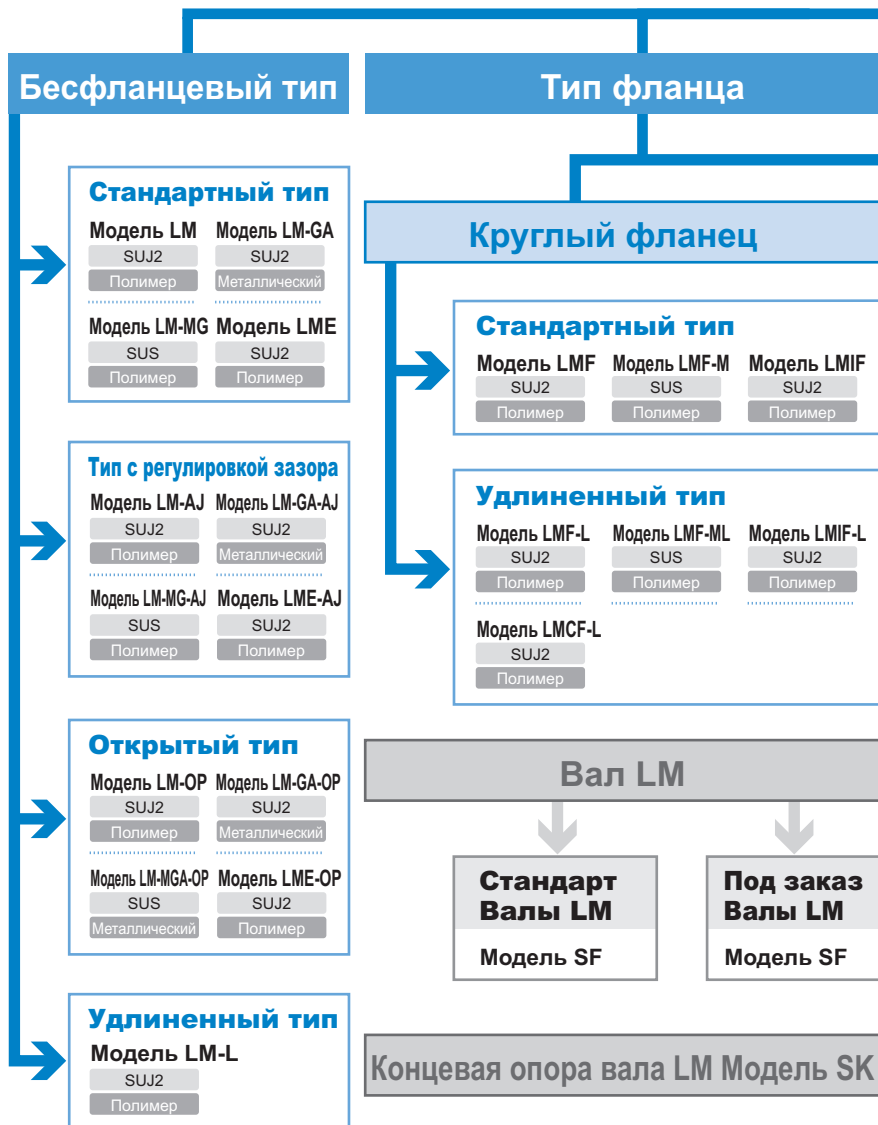 Бесфланцевый тип
Стандартный тип
Модель LM Модель LM-GA
SUJ2 SUJ2
Полимер Металлический
Модель LM-MG Модель LME
SUS SUJ2
Полимер Полимер
Тип с регулировкой зазора
Модель LM-AJ Модель LM-GA-AJ
SUJ2 SUJ2
Полимер Металлический
Модель LM-MG-AJ Модель LME-AJ
SUS SUJ2
Полимер Полимер
Открытый тип
Модель LM-OP Модель LM-GA-OP
SUJ2 SUJ2
Полимер Металлический
Модель LM-MGA-OP Модель LME-OP
SUS SUJ2
Металлический Полимер
Удлиненный тип
Модель LM-L
SUJ2
Полимер
Тип фланца
Круглый фланец
Стандартный тип
Модель LMF Модель LMF-M Модель LMIF
SUJ2 SUS SUJ2
Полимер Полимер Полимер
Удлиненный тип
Модель LMF-L Модель LMF-ML Модель LMIF-L
SUJ2 SUS SUJ2
Полимер Полимер Полимер
Модель LMCF-L
SUJ2
Полимер
Вал LM
Стандарт
Валы LM
Модель SF
Под заказ
Валы LM
Модель SF
Концевая опора вала LM Модель SK